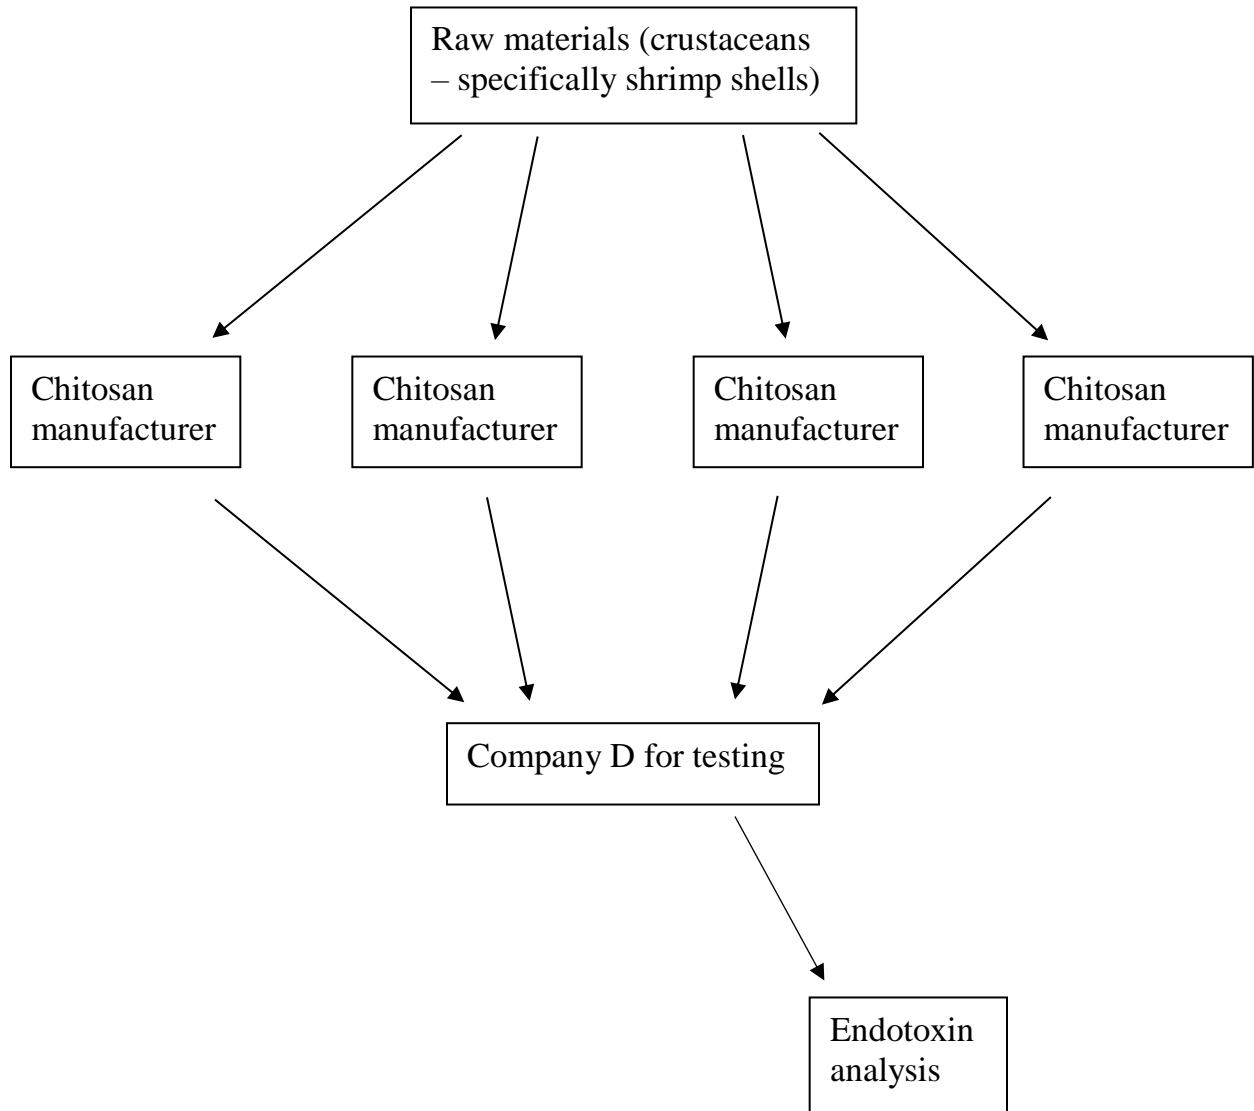 Raw materials (crustaceans
– specifically shrimp shells)
Chitosan
manufacturer
Chitosan
manufacturer
Chitosan
manufacturer
Chitosan
manufacturer
Company D for testing
Endotoxin
analysis